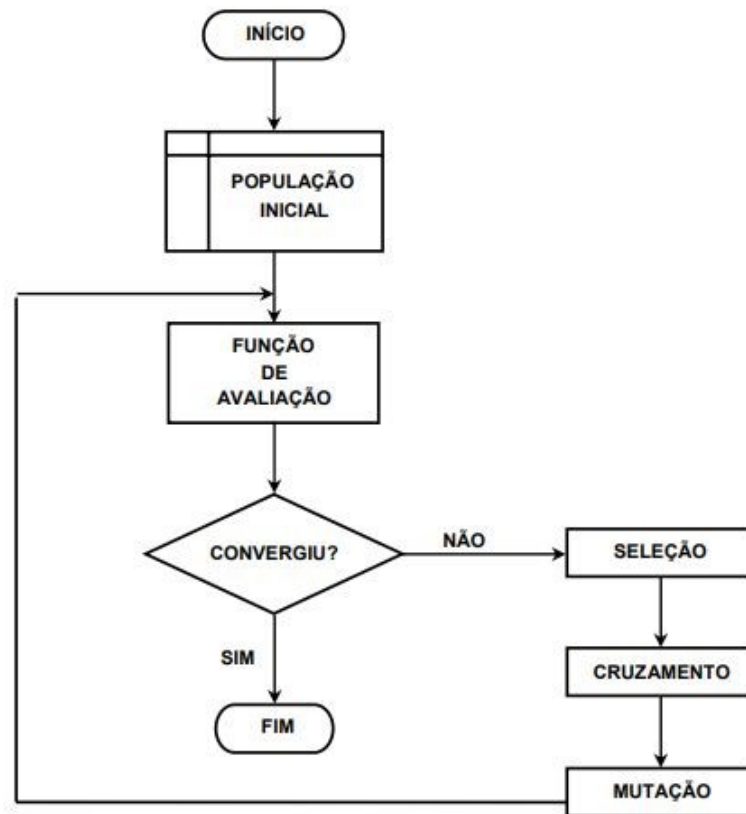 INÍCIO
POPULAÇÃO
INICIAL
FUNÇÃO
DE
AVALIAÇÃO
CONVERGIU?
NÃO
SELEÇÃO
CRUZAMENTO
MUTAÇÃO
SIM
FIM